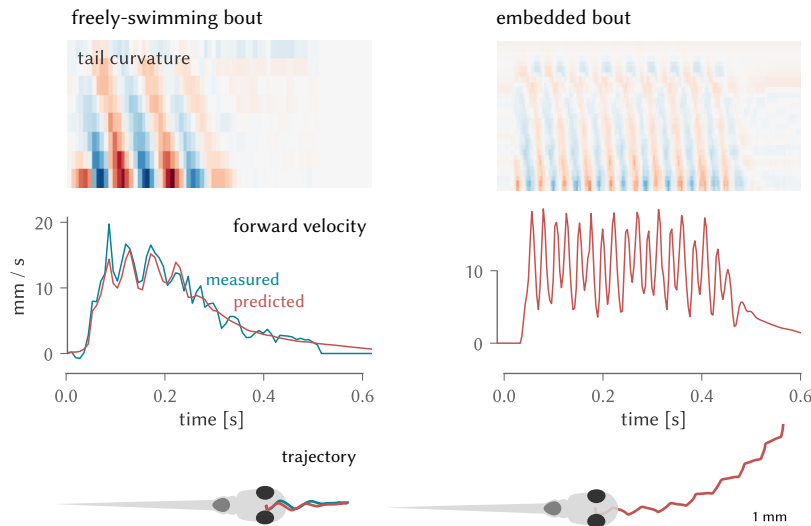 freely-swimming bout
embedded bout
tail curvature
forward velocity
20
10
0
mm / s
measured
predicted
10
0
0.0 0.2 0.4 0.6
time [s]
0.0 0.2 0.4 0.6
time [s]
trajectory
1 mm